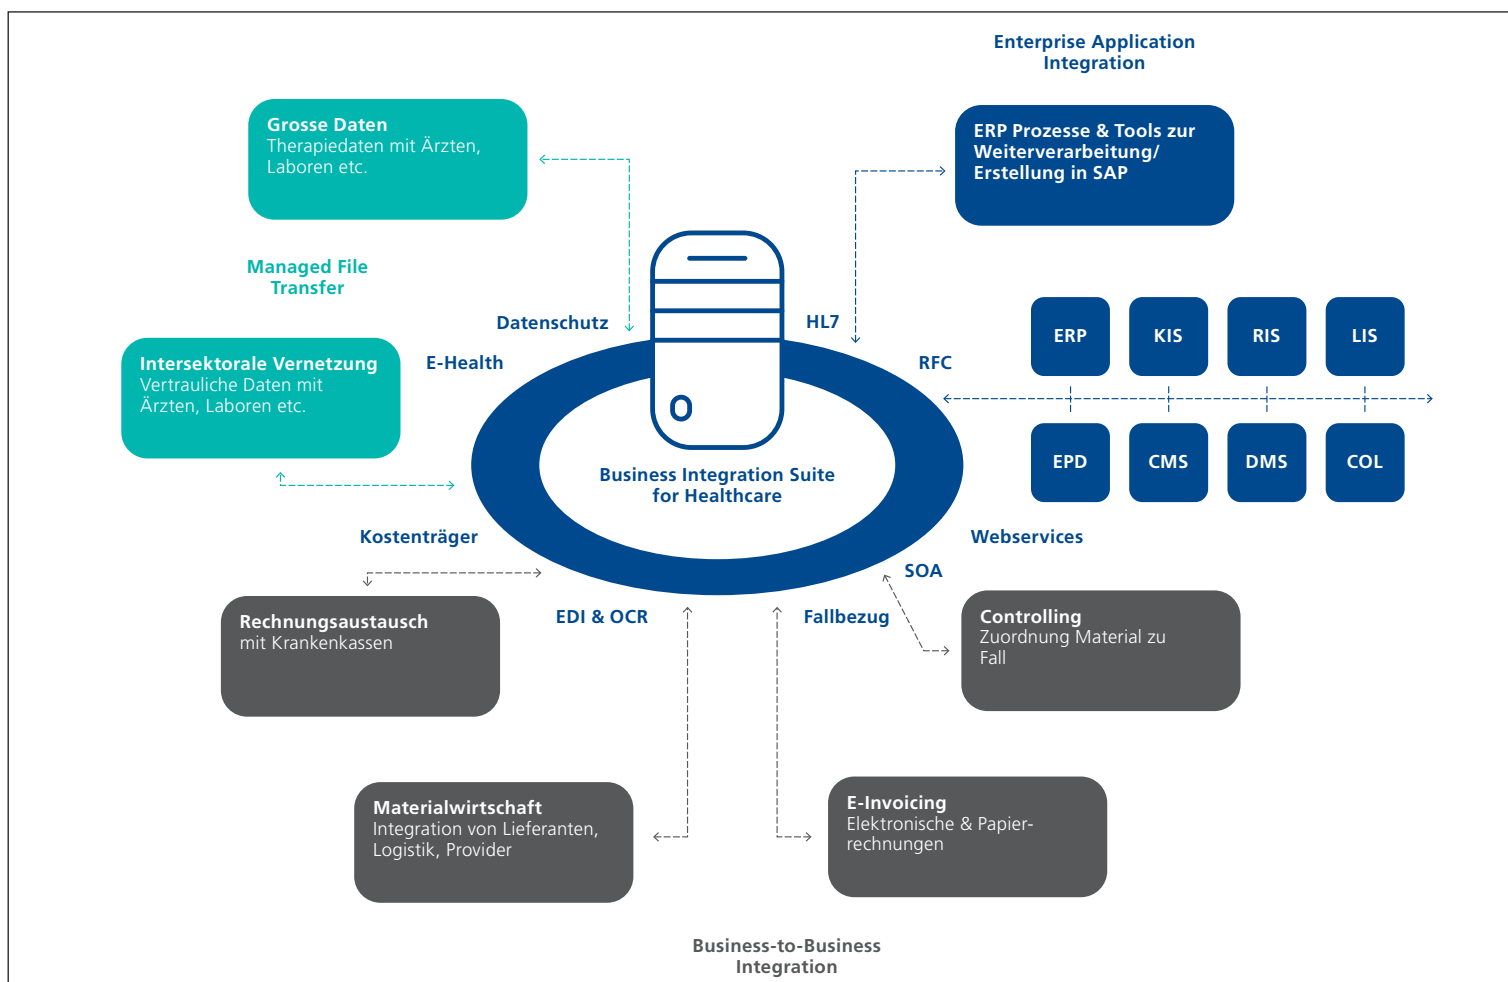 Enterprise Application
Integration
Grosse Daten
Therapiedaten mit Ärzten,
Laboren etc.
ERP Prozesse & Tools zur
Weiterverarbeitung/
Erstellung in SAP
Managed File
Transfer
Datenschutz
HL7
E-Health
RFC
Intersektorale Vernetzung
Vertrauliche Daten mit
Ärzten, Laboren etc.
ERP
KIS
RIS
LIS
EPD
CMS
DMS
COL
Business Integration Suite
for Healthcare
Kostenträger
Webservices
SOA
EDI & OCR
Fallbezug
Rechnungsaustausch
mit Krankenkassen
Controlling
Zuordnung Material zu
Fall
Materialwirtschaft
Integration von Lieferanten,
Logistik, Provider
E-Invoicing
Elektronische & Papier-
rechnungen
Business-to-Business
Integration